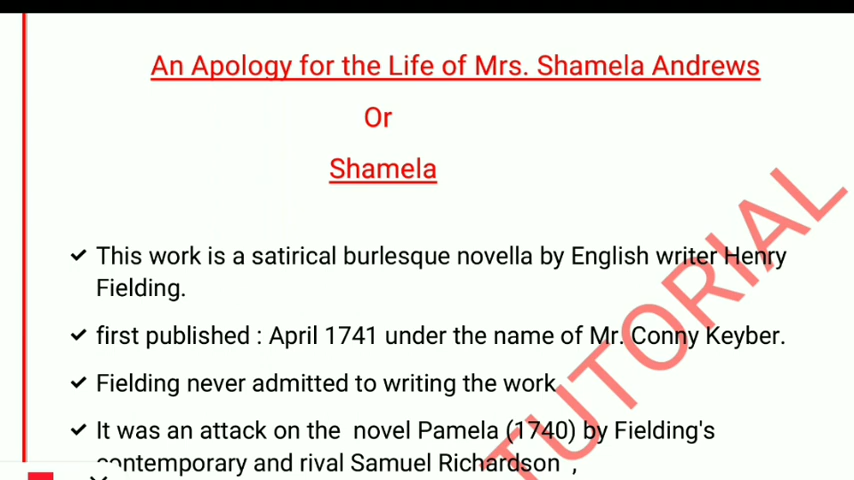 An Apology for the Life of Mrs. Shamela Andrews
Or
Shamela
✔ This work is a satirical burlesque novella by English writer Henry
Fielding.
✔ first published : April 1741 under the name of Mr. Conny Keyber.
✔ Fielding never admitted to writing the work.
✔ It was an attack on the novel Pamela (1740) by Fielding's
contemporary and rival Samuel Richardson ,
TUTORIAL